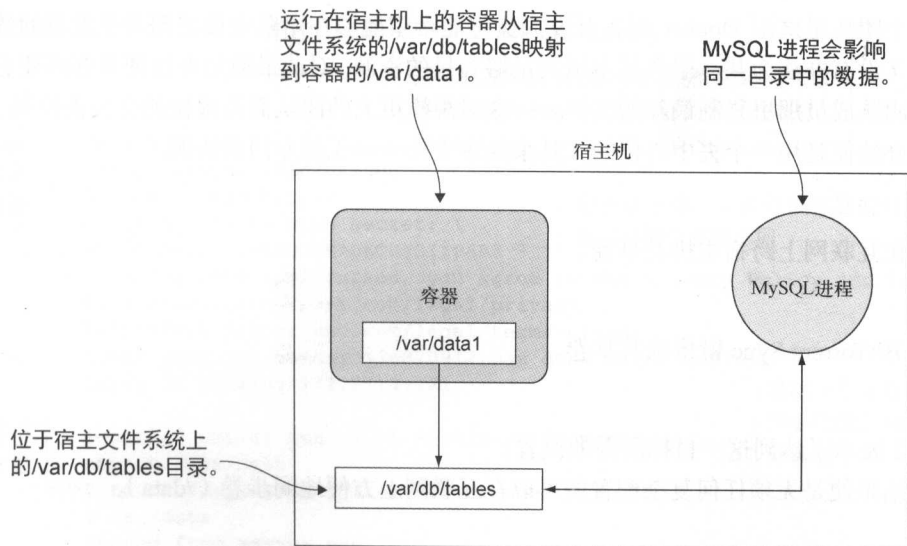 运行在宿主机上的容器从宿主
文件系统的/var/db/tables映射
到容器的/var/data1。
MySQL进程会影响
同一目录中的数据。
宿主机
容器
/var/data1
MySQL进程
位于宿主文件系统上
的/var/db/tables目录。
/var/db/tables